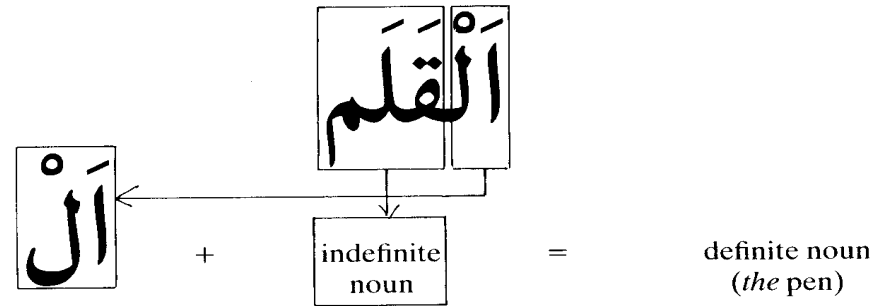 اَلْقَلَم
اَلْ + indefinite noun = definite noun
(the pen)